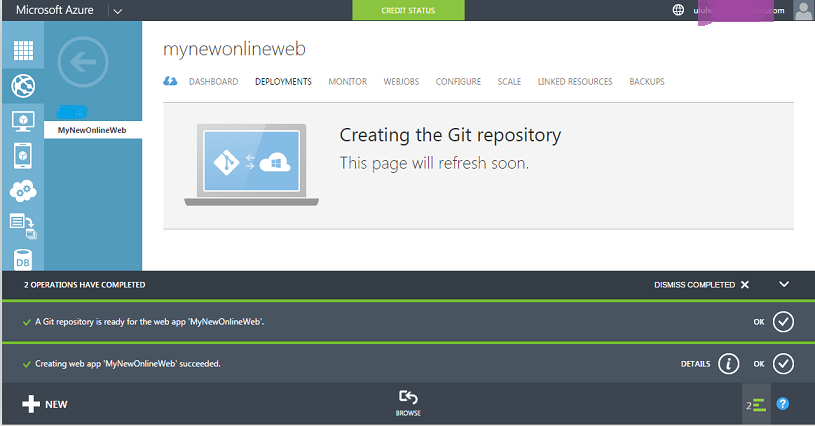 Microsoft Azure
CREDIT STATUS
mynewonlineweb
DASHBOARD DEPLOYMENTS MONITOR WEBJOBS CONFIGURE SCALE LINKED RESOURCES BACKUPS
MyNewOnlineWeb
Creating the Git repository
This page will refresh soon.
DB
2 OPERATIONS HAVE COMPLETED DISMISS COMPLETED
A Git repository is ready for the web app 'MyNewOnlineWeb'. OK
Creating web app 'MyNewOnlineWeb' succeeded. DETAILS OK
NEW
BROWSE
2